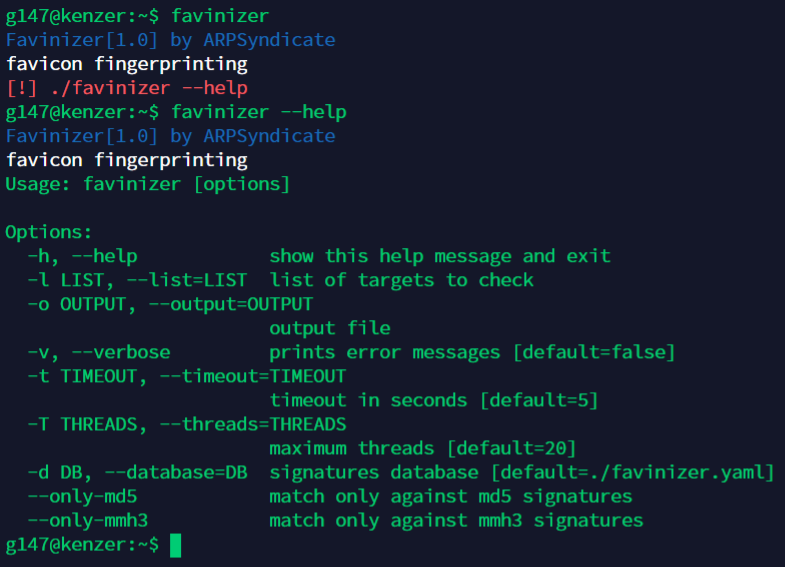 g147@kenzer:~$ favinizer
Favinizer[1.0] by ARPSyndicate
favicon fingerprinting
[!] ./favinizer --help
g147@kenzer:~$ favinizer --help
Favinizer[1.0] by ARPSyndicate
favicon fingerprinting
Usage: favinizer [options]

Options:
  -h, --help            show this help message and exit
  -l LIST, --list=LIST  list of targets to check
  -o OUTPUT, --output=OUTPUT
                        output file
  -v, --verbose         prints error messages [default=false]
  -t TIMEOUT, --timeout=TIMEOUT
                        timeout in seconds [default=5]
  -T THREADS, --threads=THREADS
                        maximum threads [default=20]
  -d DB, --database=DB  signatures database [default=./favinizer.yaml]
  --only-md5            match only against md5 signatures
  --only-mmh3           match only against mmh3 signatures
g147@kenzer:~$